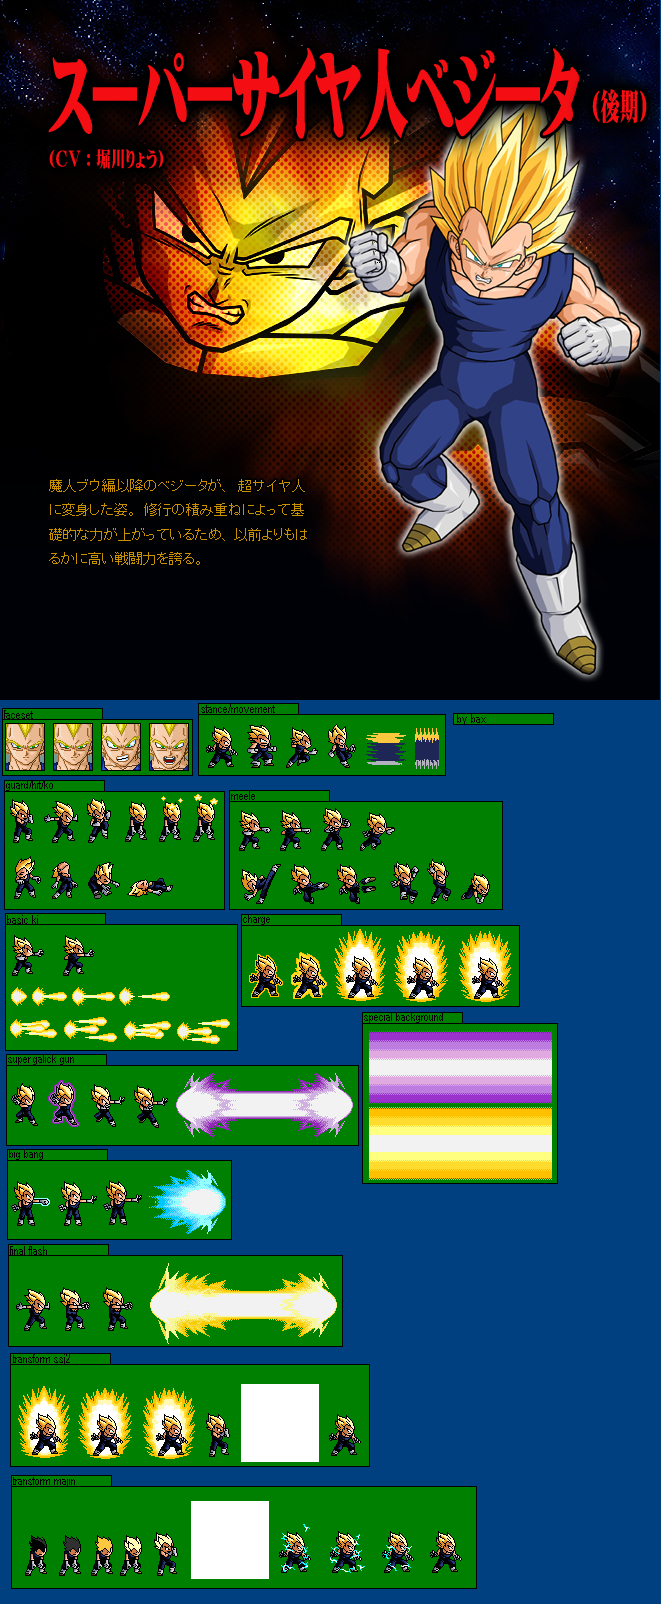 スーパーサイヤ人ベジータ (後期)
(CV：堀川りょう)
魔人ブウ編以降のベジータが、超サイヤ人
に変身した姿。修行の積み重ねによって基
礎的な力が上がっているため、以前よりもは
るかに高い戦闘力を誇る。
faceset
stance/movement
by bax
guard/hit/ko
meele
basic ki
charge
special background
super galick gun
big bang
final flash
transform ssj2
transform majin